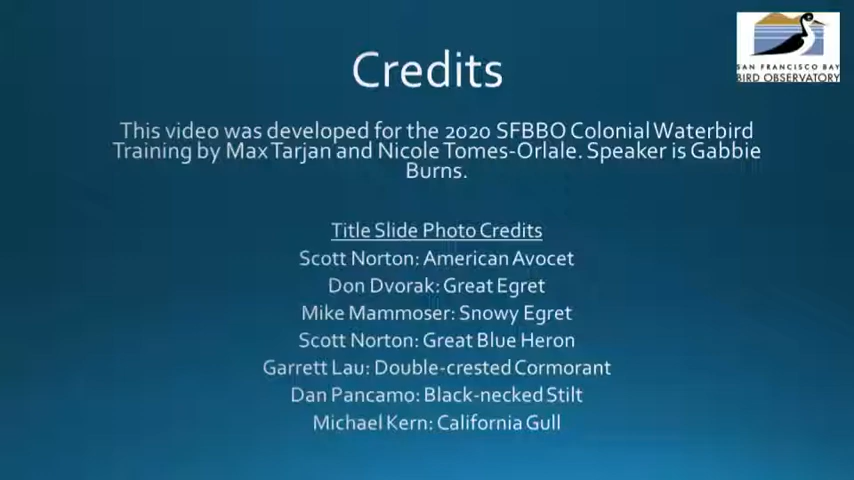 SAN FRANCISCO BAY
BIRD OBSERVATORY
Credits
This video was developed for the 2020 SFBBO Colonial Waterbird
Training by Max Tarjan and Nicole Tomes-Orlale. Speaker is Gabbie
Burns.
Title Slide Photo Credits
Scott Norton: American Avocet
Don Dvorak: Great Egret
Mike Mammoser: Snowy Egret
Scott Norton: Great Blue Heron
Garrett Lau: Double-crested Cormorant
Dan Pancamo: Black-necked Stilt
Michael Kern: California Gull